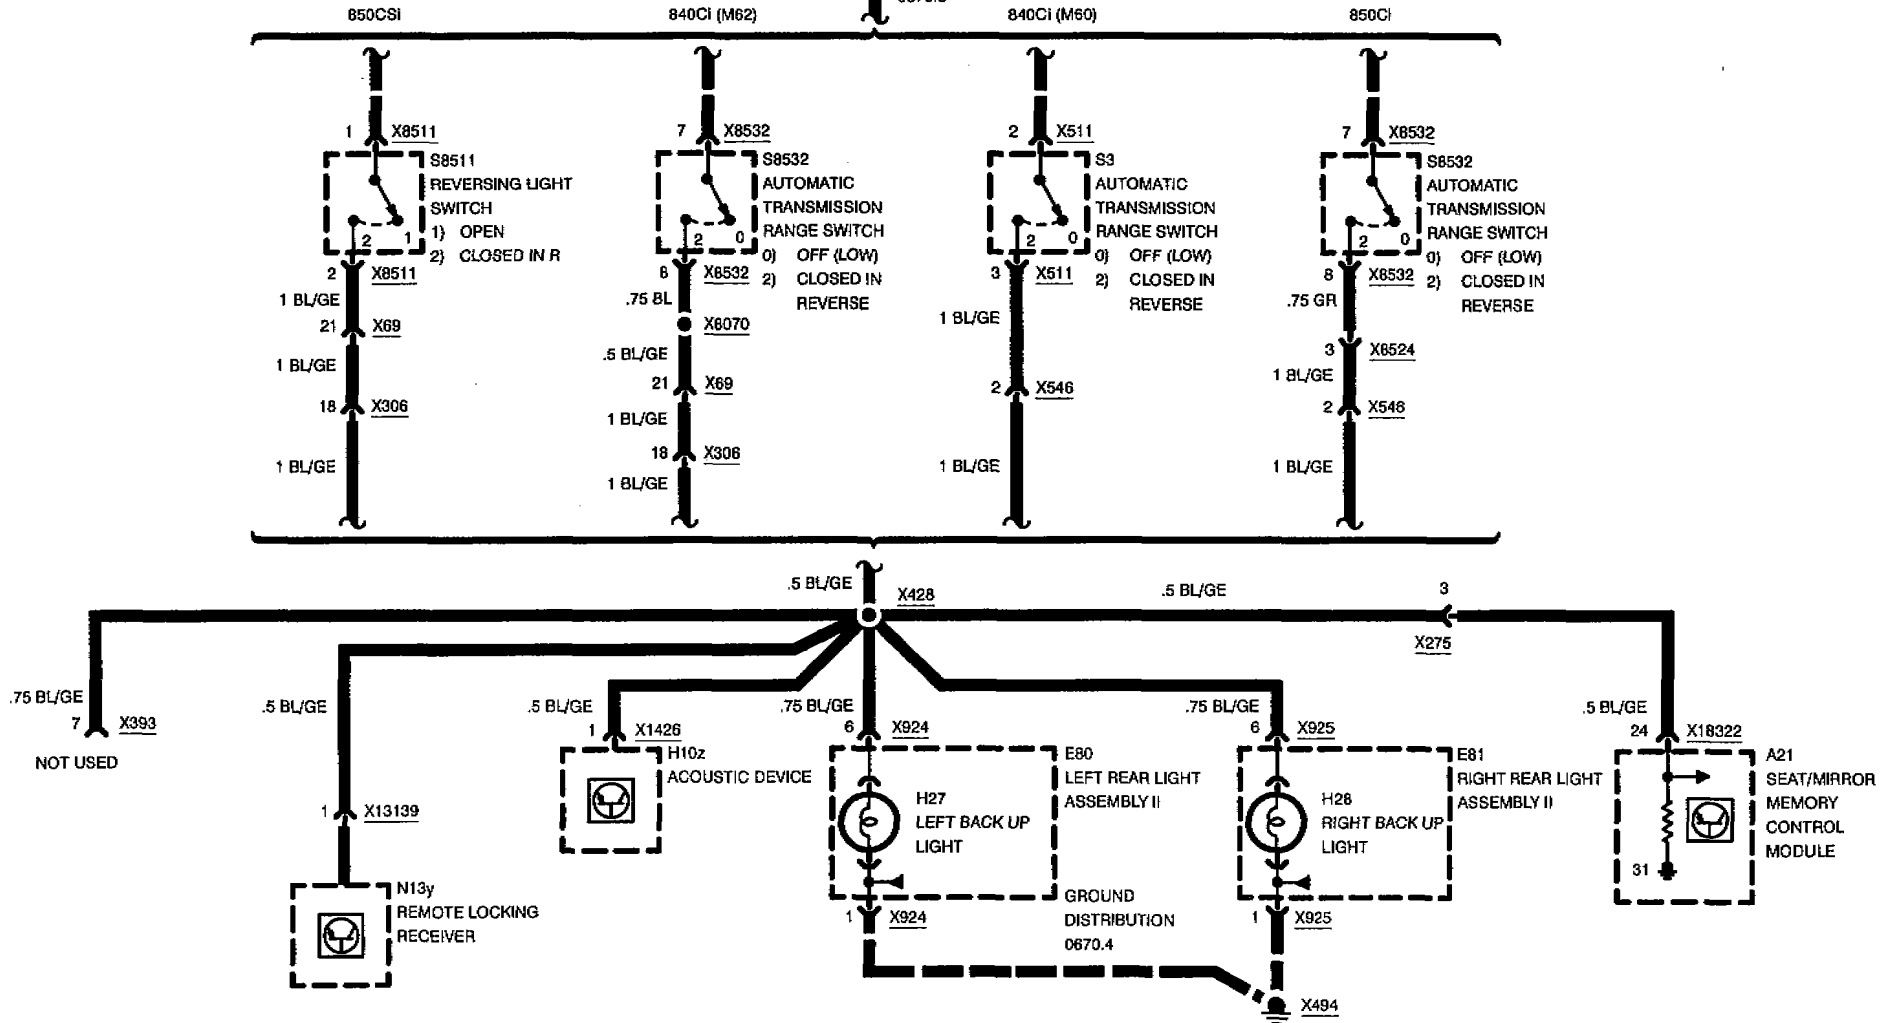 850CSi
840Ci (M62)
840Ci (M60)
850Ci
1 X8511
S8511
REVERSING LIGHT
SWITCH
1) OPEN
2) CLOSED IN R
2 1
2 X8511
1 BL/GE
21 X69
1 BL/GE
18 X306
1 BL/GE
7 X8532
S8532
AUTOMATIC
TRANSMISSION
RANGE SWITCH
0) OFF (LOW)
2) CLOSED IN
REVERSE
2 0
8 X8532
.75 BL
X8070
.5 BL/GE
21 X69
1 BL/GE
18 X306
1 BL/GE
2 X511
S3
AUTOMATIC
TRANSMISSION
RANGE SWITCH
0) OFF (LOW)
2) CLOSED IN
REVERSE
2 0
3 X511
1 BL/GE
2 X546
1 BL/GE
7 X8532
S8532
AUTOMATIC
TRANSMISSION
RANGE SWITCH
0) OFF (LOW)
2) CLOSED IN
REVERSE
2 0
8 X8532
.75 GR
3 X8524
1 BL/GE
2 X546
1 BL/GE
.5 BL/GE
X428
.5 BL/GE
3
X275
.75 BL/GE
7 X393
NOT USED
.5 BL/GE
1 X13139
N13y
REMOTE LOCKING
RECEIVER
.5 BL/GE
1 X1426
H10z
ACOUSTIC DEVICE
.75 BL/GE
6 X924
E80
LEFT REAR LIGHT
ASSEMBLY II
H27
LEFT BACK UP
LIGHT
1 X924
GROUND
DISTRIBUTION
0670.4
.75 BL/GE
6 X925
E81
RIGHT REAR LIGHT
ASSEMBLY II
H28
RIGHT BACK UP
LIGHT
1 X925
X494
.5 BL/GE
24 X18322
A21
SEAT/MIRROR
MEMORY
CONTROL
MODULE
31